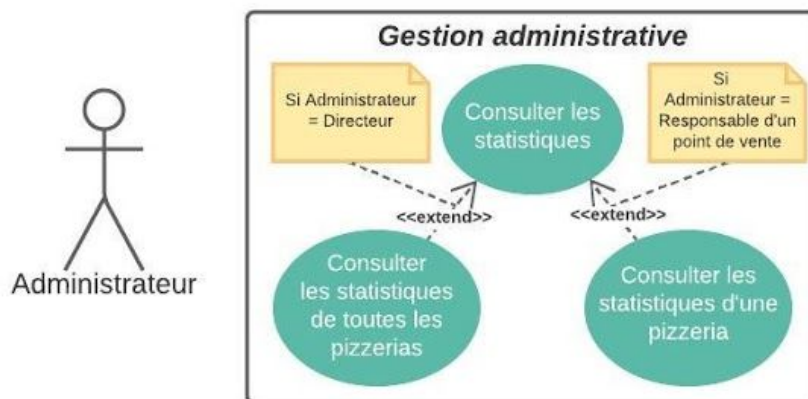 Gestion administrative
Si Administrateur
= Directeur
Consulter les
statistiques
Si
Administrateur =
Responsable d'un
point de vente
<<extend>>
<<extend>>
Administrateur
Consulter
les statistiques
de toutes les
pizzerias
Consulter les
statistiques d'une
pizzeria